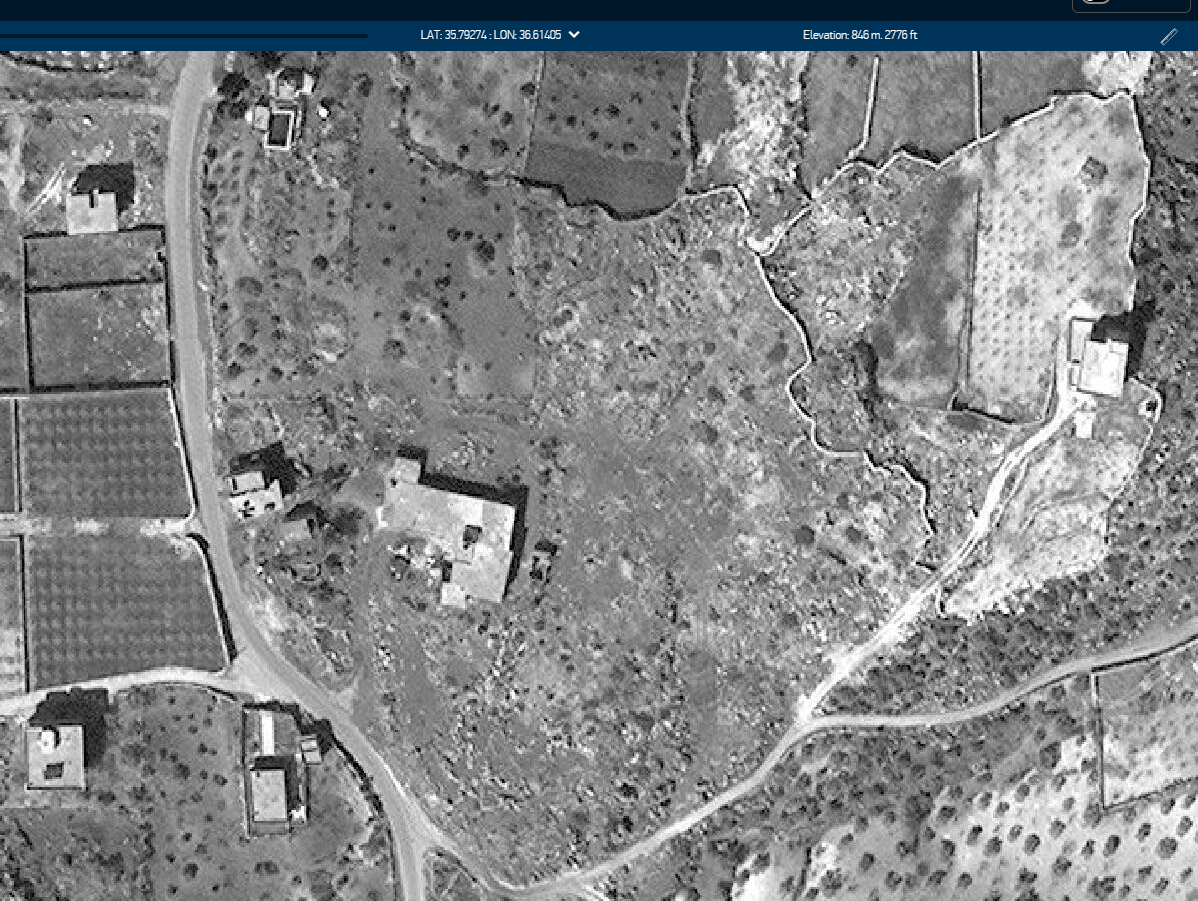 LAT: 35.79274 : LON: 36.61405
Elevation: 846 m. 2776 ft